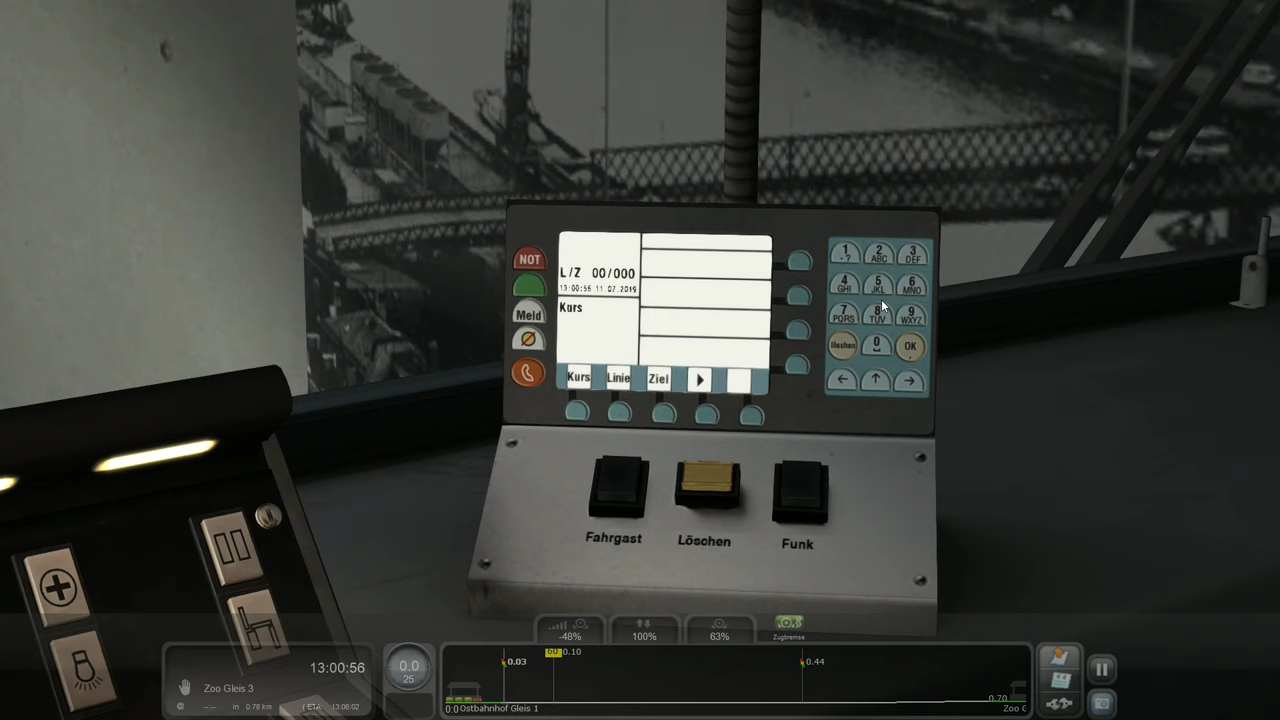 NOT
Meld
L/Z 00/000
13:00:56 11.07.2019
Kurs
Kurs Linie Ziel
1 -?
2 ABC
3 DEF
4 GHI
5 JKL
6 MNO
7 PQRS
8 TUV
9 WXYZ
löschen
0
OK
Fahrgast Löschen Funk
-48%
100%
63%
Zugbremse
13:00:56
Zoo Gleis 3
@ --:-- in 0.78 km ETA 13:06:02
0.0
25
0.03
60 0.10
0.44
0.70
0.0 Ostbahnhof Gleis 1
Zoo G